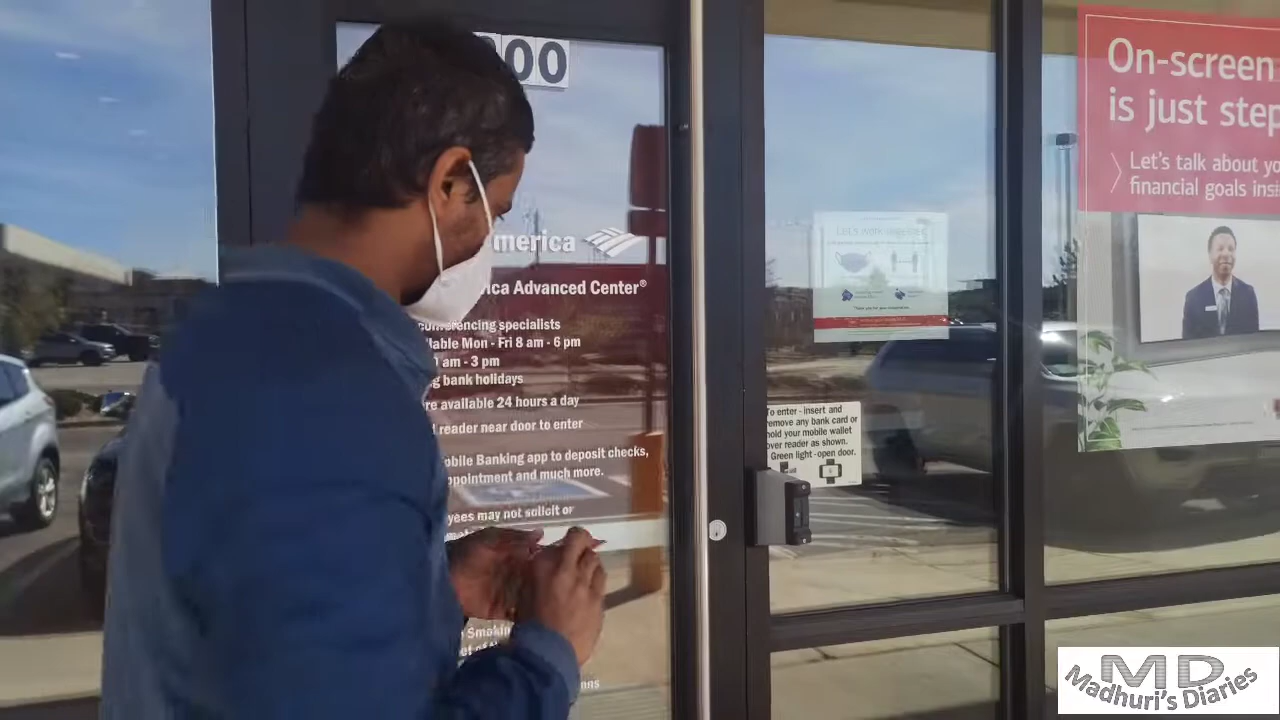 00
merica
ica Advanced Center®
conferencing specialists
lable Mon - Fri 8 am - 6 pm
am - 3 pm
g bank holidays
re available 24 hours a day
reader near door to enter
obile Banking app to deposit checks,
ppointment and much more.
yees may not solicit or
Smoking
To enter - insert and
remove any bank card or
hold your mobile wallet
over reader as shown.
Green light - open door.
On-screen
is just step
Let's talk about yo
financial goals insi
MD
Madhuri's Diaries